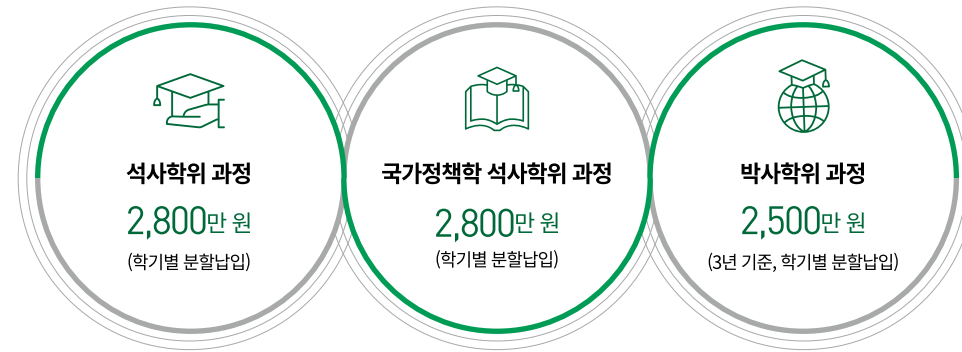 석사학위 과정
2,800만 원
(학기별 분할납입)
국가정책학 석사학위 과정
2,800만 원
(학기별 분할납입)
박사학위 과정
2,500만 원
(3년 기준, 학기별 분할납입)